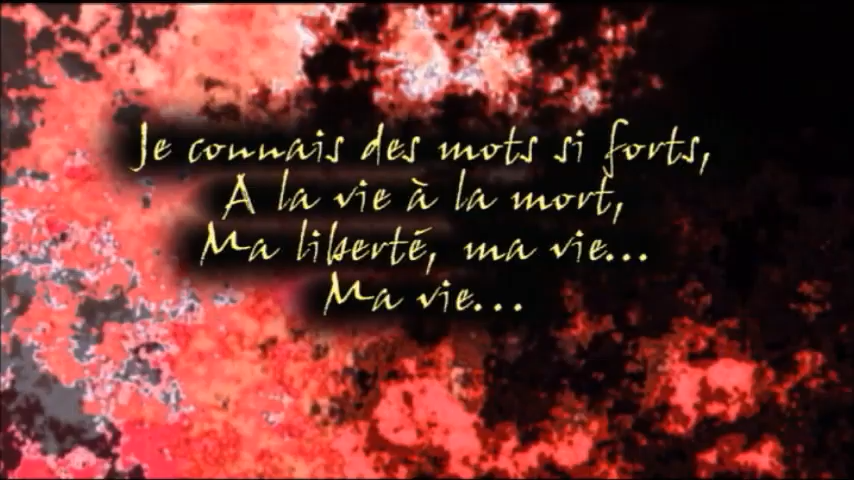 Je connais des mots si forts,
A la vie à la mort,
Ma liberté, ma vie...
Ma vie...